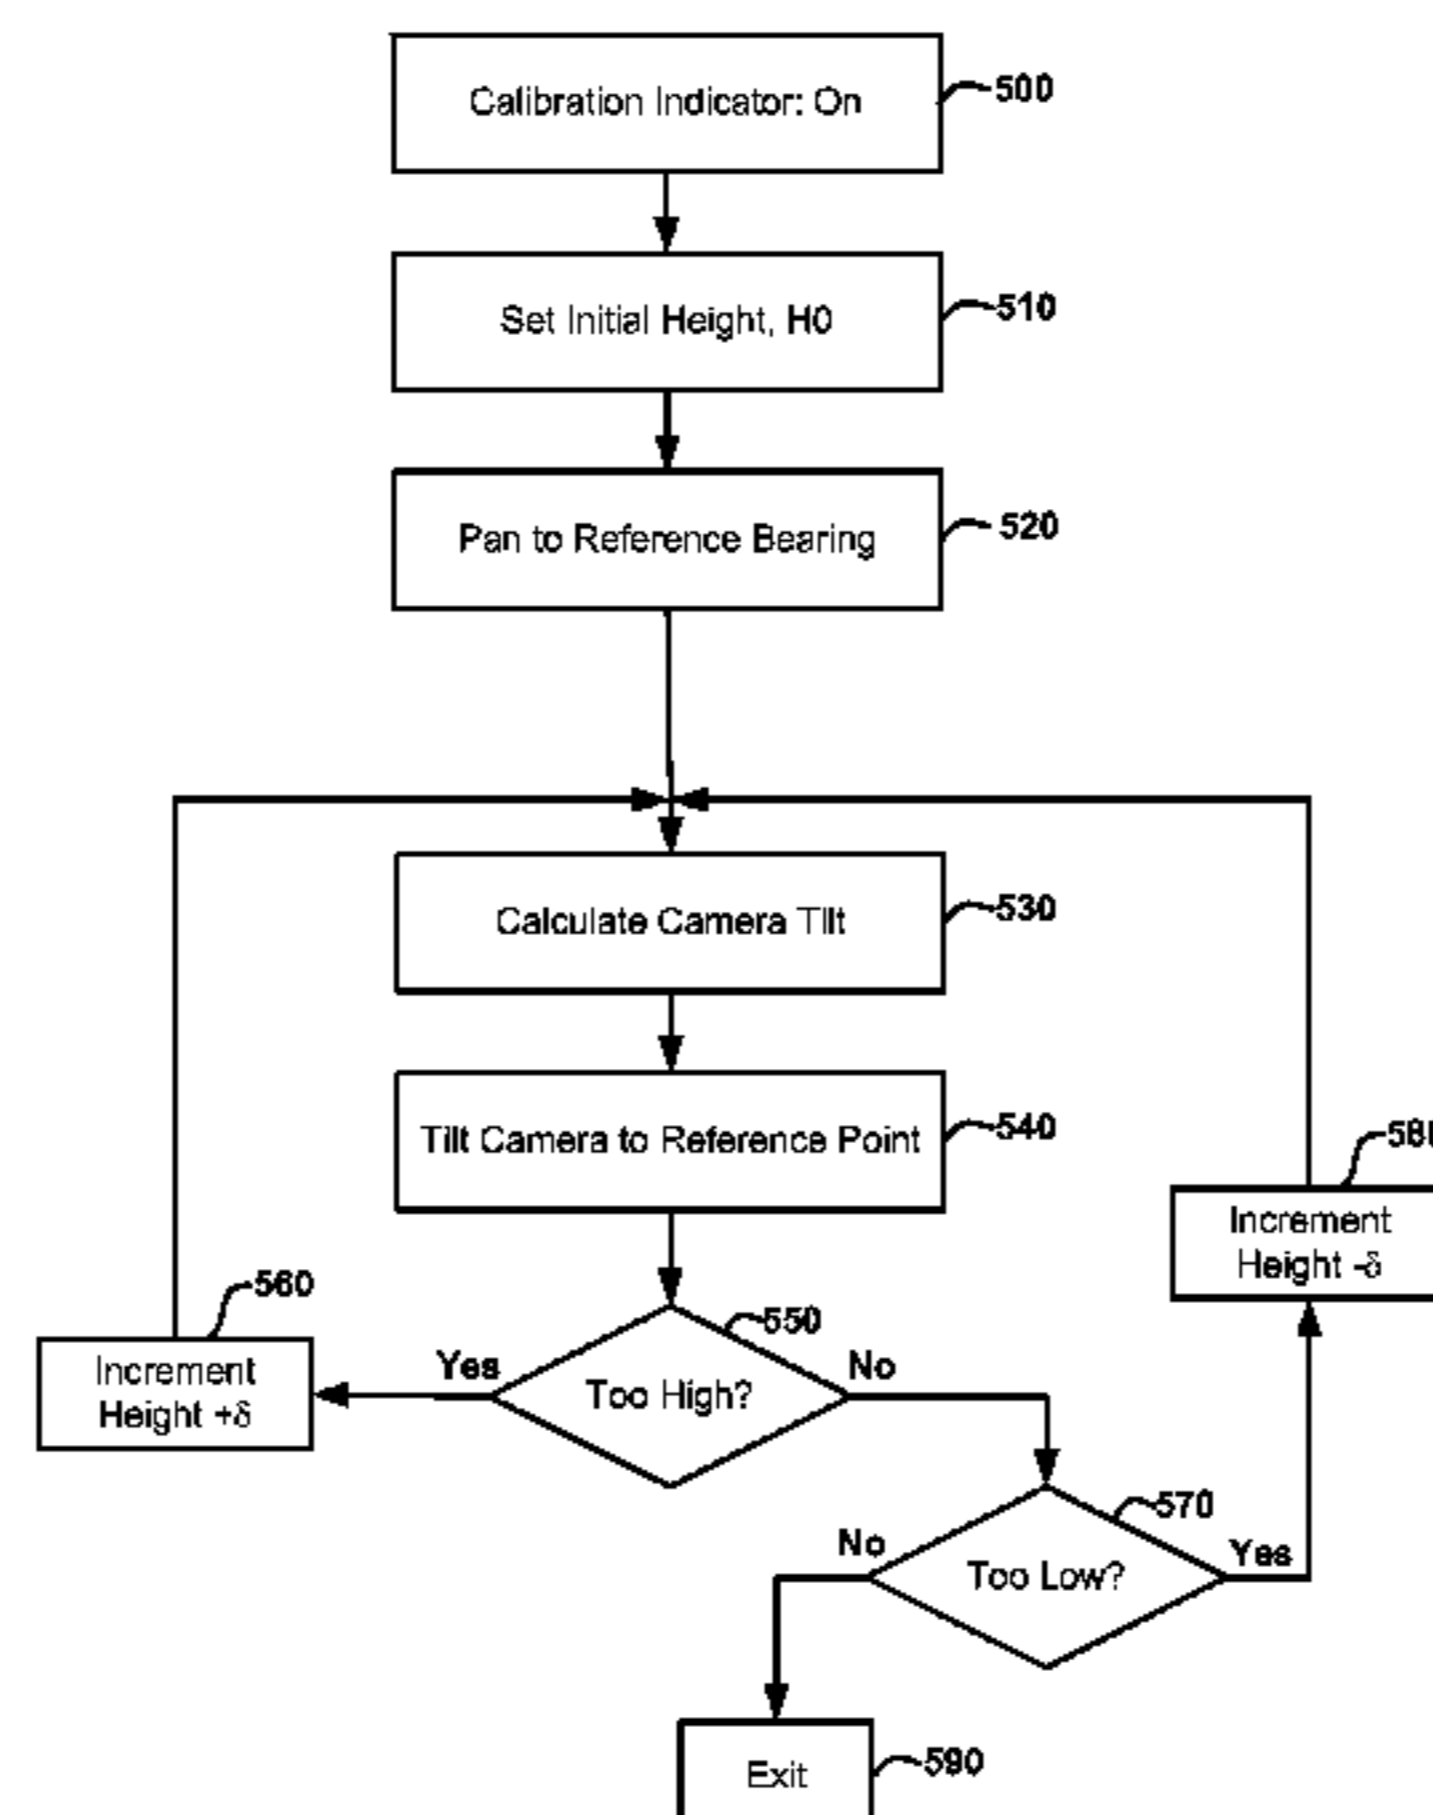 Calibration Indicator: On
500
Set Initial Height, H0
510
Pan to Reference Bearing
520
Calculate Camera Tilt
530
Tilt Camera to Reference Point
540
Increment
Height -δ
Increment
Height +δ
560
Too High?
550
Yes
No
Too Low?
570
No
Yes
Exit
590